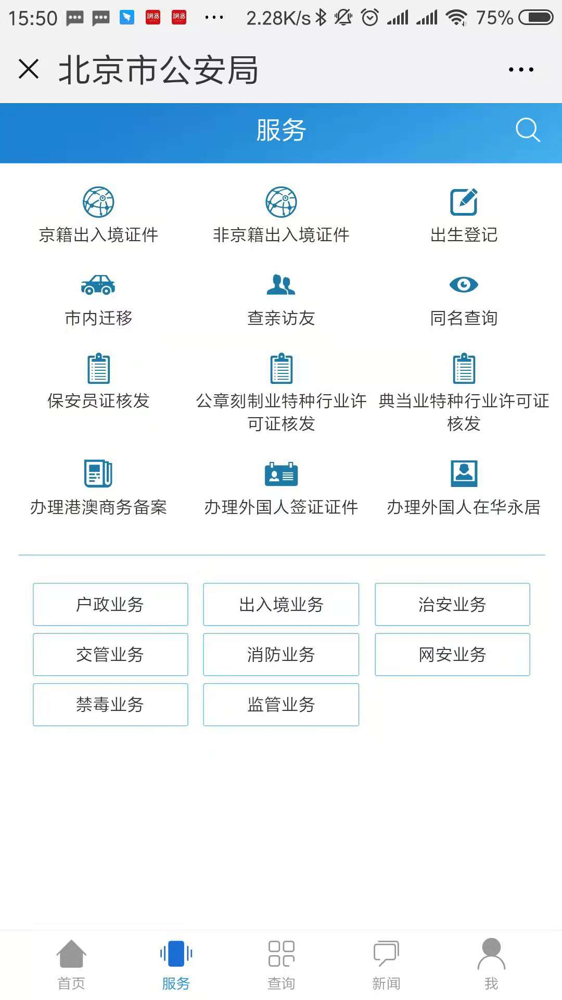 15:50 網易 網易 ... 2.28K/s 75%
北京市公安局
服务
京籍出入境证件 非京籍出入境证件 出生登记
市内迁移 查亲访友 同名查询
保安员证核发 公章刻制业特种行业许 典当业特种行业许可证
可证核发 核发
办理港澳商务备案 办理外国人签证证件 办理外国人在华永居
户政业务 出入境业务 治安业务
交管业务 消防业务 网安业务
禁毒业务 监管业务
首页 服务 查询 新闻 我